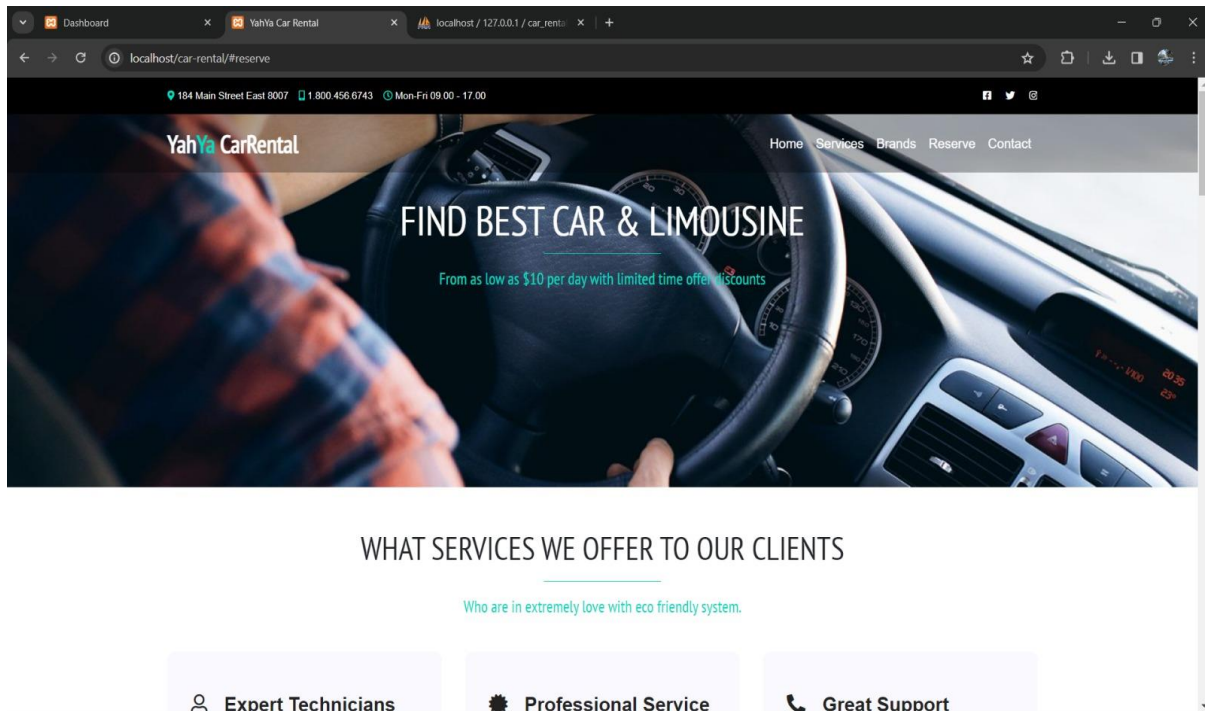 Dashboard
YahYa Car Rental
localhost / 127.0.0.1 / car_renta
localhost/car-rental/#reserve
184 Main Street East 8007 1.800.456.6743 Mon-Fri 09.00 - 17.00
YahYa CarRental
Home Services Brands Reserve Contact
FIND BEST CAR & LIMOUSINE
From as low as $10 per day with limited time offer discounts
WHAT SERVICES WE OFFER TO OUR CLIENTS
Who are in extremely love with eco friendly system.
Expert Technicians
Professional Service
Great Support